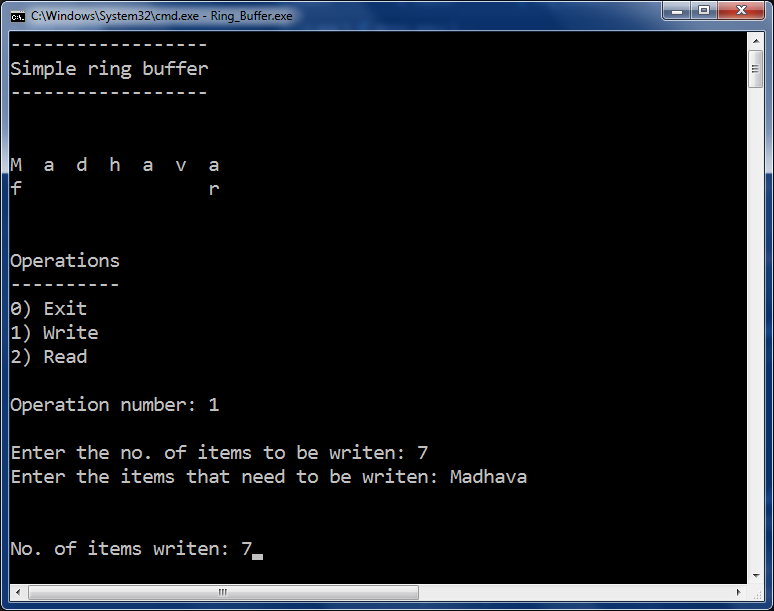 C:\Windows\System32\cmd.exe - Ring_Buffer.exe
------------------
Simple ring buffer
------------------
M  a  d  h  a  v  a
f                 r
Operations
----------
0) Exit
1) Write
2) Read
Operation number: 1
Enter the no. of items to be writen: 7
Enter the items that need to be writen: Madhava
No. of items writen: 7